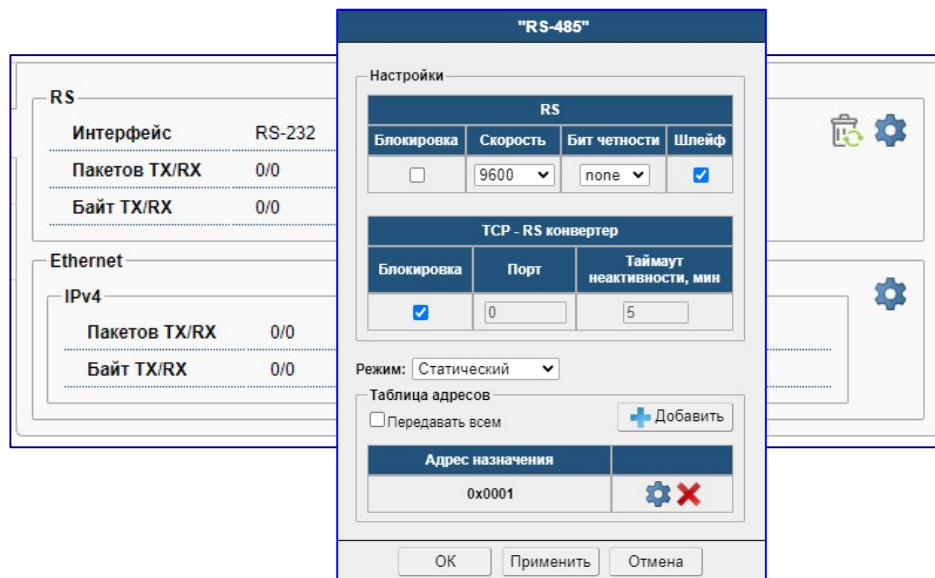 "RS-485"
Настройки
RS
Блокировка Скорость Бит четности Шлейф
9600 none
TCP - RS конвертер
Блокировка Порт Таймаут
неактивности, мин
0 5
Режим: Статический
Таблица адресов
Передавать всем Добавить
Адрес назначения
0x0001
ОК Применить Отмена
RS
Интерфейс RS-232
Пакетов TX/RX 0/0
Байт TX/RX 0/0
Ethernet
IPv4
Пакетов TX/RX 0/0
Байт TX/RX 0/0